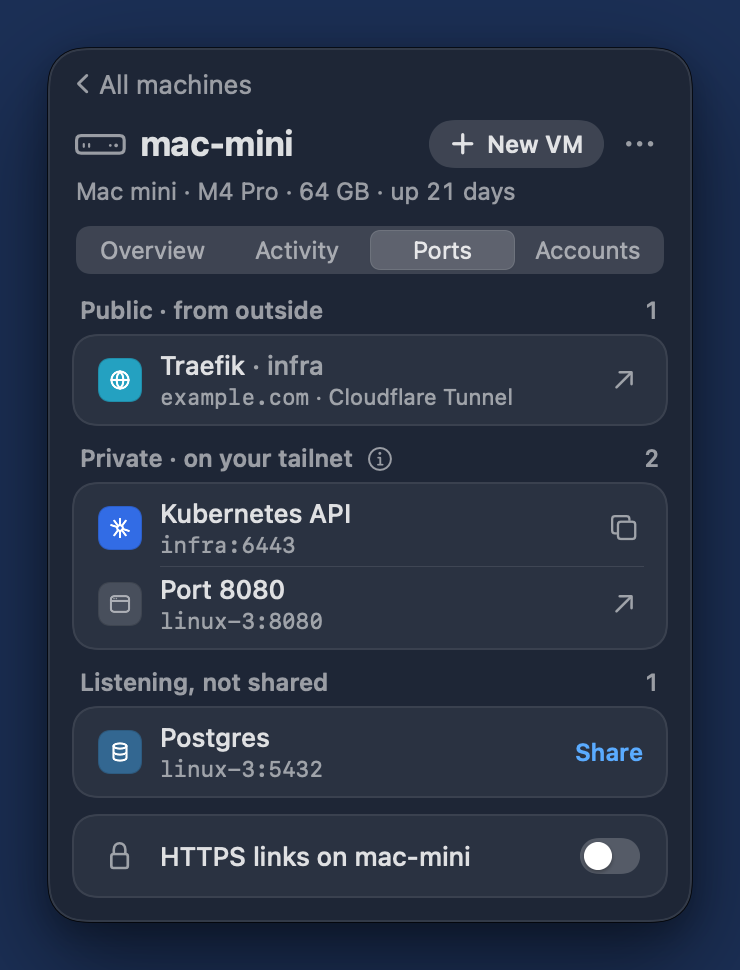 All machines
mac-mini
New VM
Mac mini · M4 Pro · 64 GB · up 21 days
Overview
Activity
Ports
Accounts
Public · from outside
1
Traefik · infra
example.com · Cloudflare Tunnel
Private · on your tailnet
2
Kubernetes API
infra:6443
Port 8080
linux-3:8080
Listening, not shared
1
Postgres
linux-3:5432
Share
HTTPS links on mac-mini